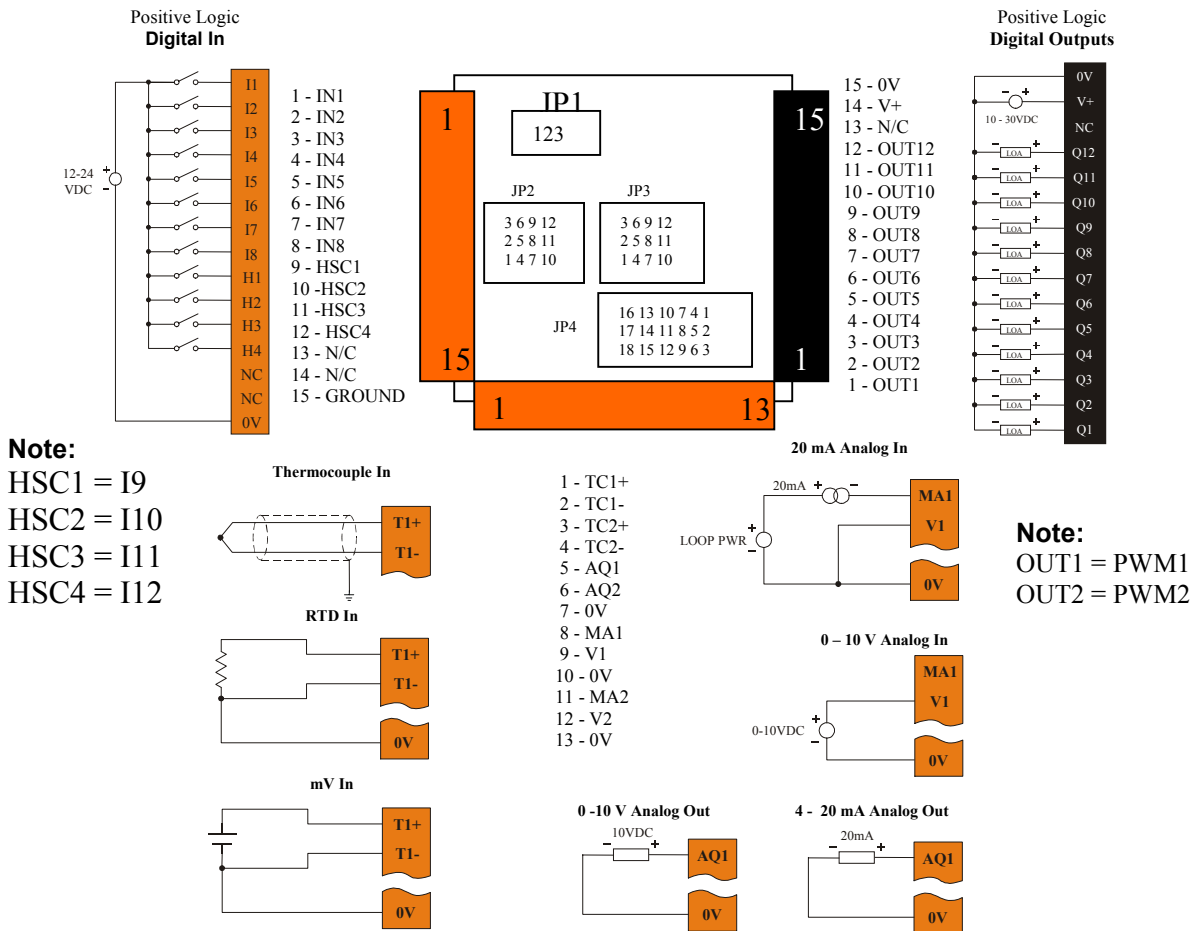 Positive Logic
Digital In
12-24
VDC
+
-
I1
I2
I3
I4
I5
I6
I7
I8
H1
H2
H3
H4
NC
NC
0V
1 - IN1
2 - IN2
3 - IN3
4 - IN4
5 - IN5
6 - IN6
7 - IN7
8 - IN8
9 - HSC1
10 -HSC2
11 -HSC3
12 - HSC4
13 - N/C
14 - N/C
15 - GROUND
1
15
JP1
123
JP2
3 6 9 12
2 5 8 11
1 4 7 10
JP3
3 6 9 12
2 5 8 11
1 4 7 10
JP4
16 13 10 7 4 1
17 14 11 8 5 2
18 15 12 9 6 3
15
1
1
13
15 - 0V
14 - V+
13 - N/C
12 - OUT12
11 - OUT11
10 - OUT10
9 - OUT9
8 - OUT8
7 - OUT7
6 - OUT6
5 - OUT5
4 - OUT4
3 - OUT3
2 - OUT2
1 - OUT1
Positive Logic
Digital Outputs
0V
- +
V+
10 - 30VDC
NC
- LOA + Q12
- LOA + Q11
- LOA + Q10
- LOA + Q9
- LOA + Q8
- LOA + Q7
- LOA + Q6
- LOA + Q5
- LOA + Q4
- LOA + Q3
- LOA + Q2
- LOA + Q1
Note:
HSC1 = I9
HSC2 = I10
HSC3 = I11
HSC4 = I12
Thermocouple In
T1+
T1-
RTD In
T1+
T1-
0V
mV In
T1+
T1-
0V
1 - TC1+
2 - TC1-
3 - TC2+
4 - TC2-
5 - AQ1
6 - AQ2
7 - 0V
8 - MA1
9 - V1
10 - 0V
11 - MA2
12 - V2
13 - 0V
20 mA Analog In
20mA + -
MA1
V1
LOOP PWR + -
0V
Note:
OUT1 = PWM1
OUT2 = PWM2
0 – 10 V Analog In
MA1
V1
0-10VDC + -
0V
0 -10 V Analog Out
10VDC
- +
AQ1
0V
4 - 20 mA Analog Out
20mA
- +
AQ1
0V